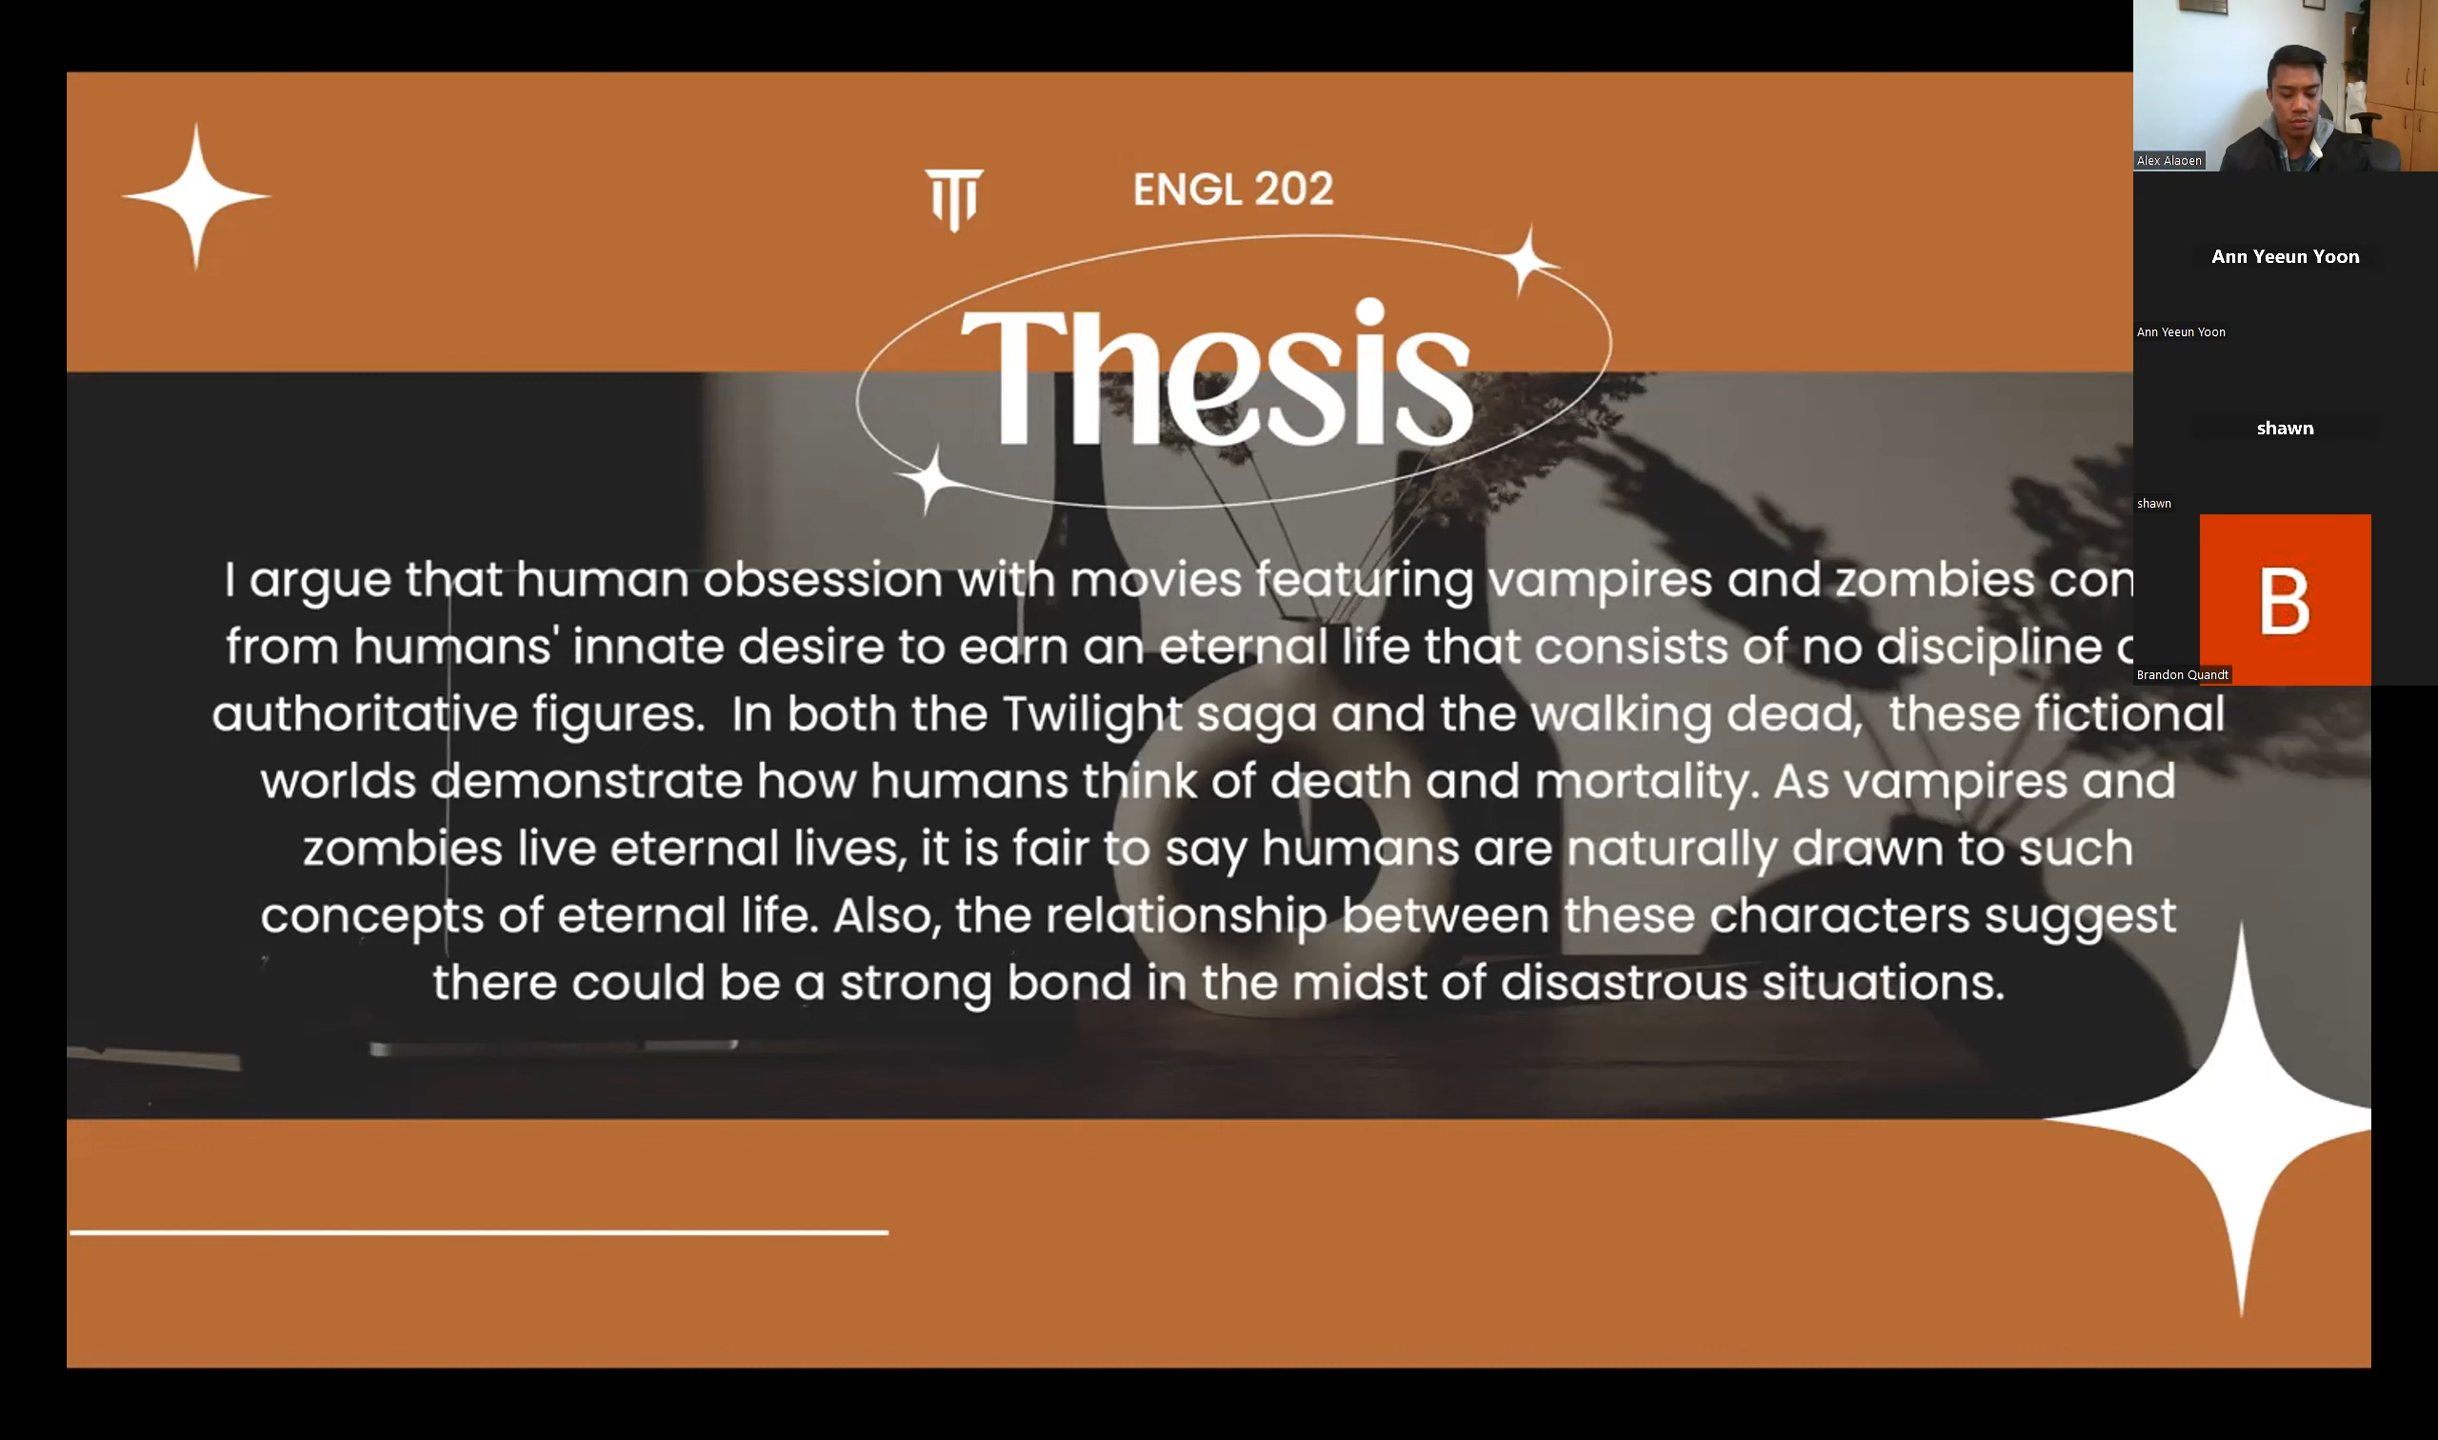 ENGL 202
Thesis
I argue that human obsession with movies featuring vampires and zombies
from humans' innate desire to earn an eternal life that consists of no discipline
authoritative figures.  In both the Twilight saga and the walking dead,  these fictional
worlds demonstrate how humans think of death and mortality. As vampires and
zombies live eternal lives, it is fair to say humans are naturally drawn to such
concepts of eternal life. Also, the relationship between these characters suggest
there could be a strong bond in the midst of disastrous situations.
Alex Alaoen
Ann Yeeun Yoon
Ann Yeeun Yoon
shawn
shawn
B
Brandon Quandt